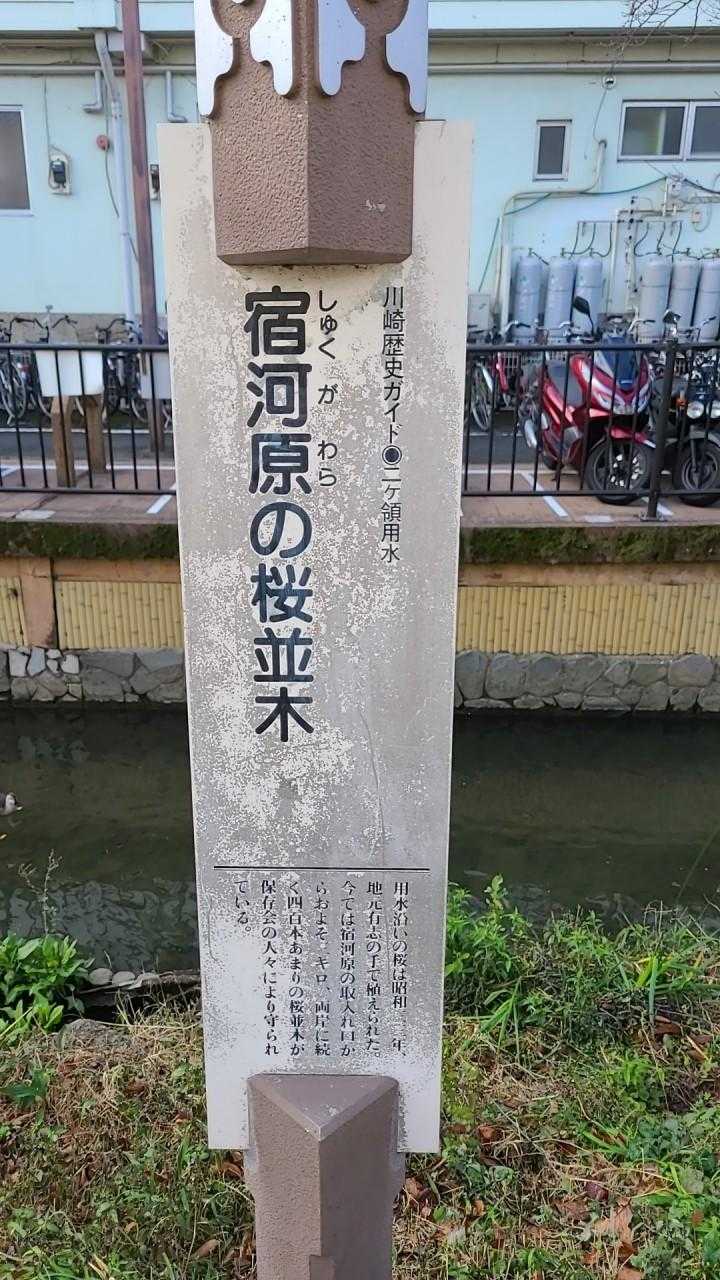 川崎歴史ガイド◉二ヶ領用水
しゅくがわら
宿河原の桜並木
用水沿いの桜は昭和 年、
地元有志の手で植えられた。
今では宿河原の取入れ口か
らおよそ キロ、両岸に続
く四百本あまりの桜並木が
保存会の人々により守られ
ている。